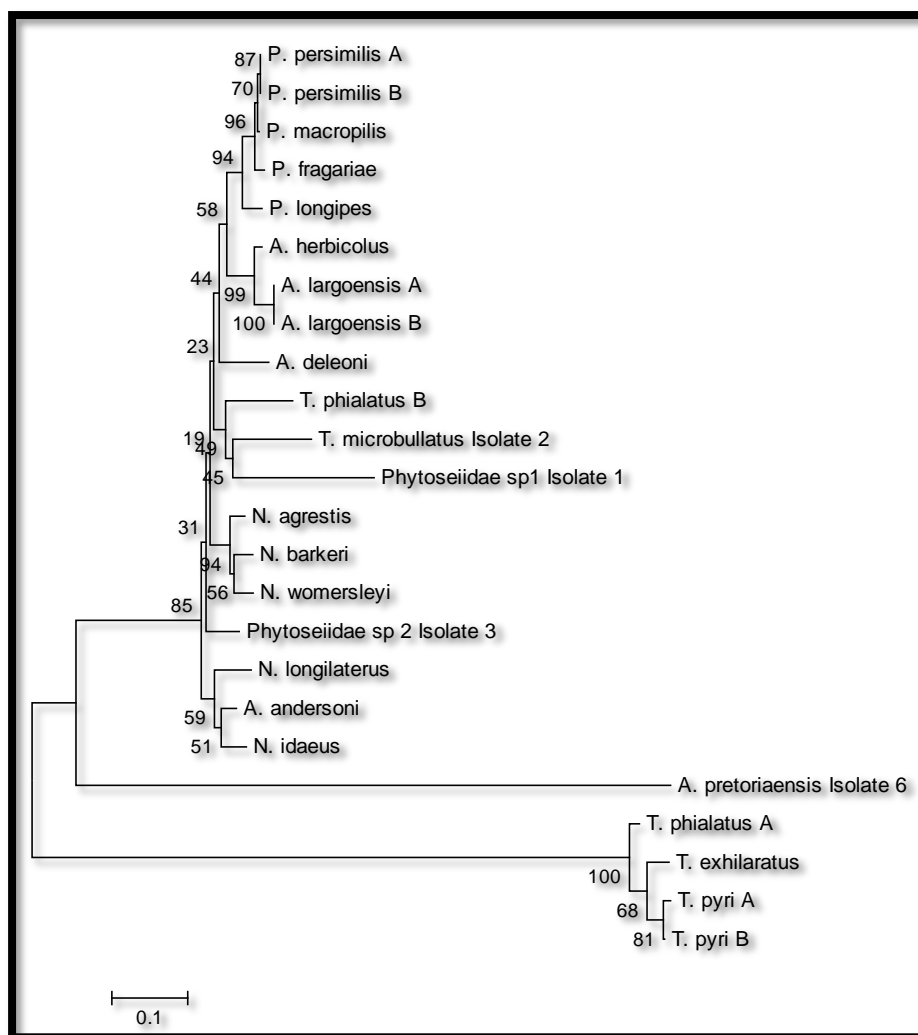 87
P. persimilis A
70
P. persimilis B
96
P. macropilis
94
P. fragariae
58
P. longipes
A. herbicolus
44
99
A. largoensis A
100
A. largoensis B
23
A. deleoni
T. phialatus B
19
49
T. microbullatus Isolate 2
45
Phytoseiidae sp1 Isolate 1
31
N. agrestis
94
N. barkeri
56
N. womersleyi
85
Phytoseiidae sp 2 Isolate 3
N. longilaterus
59
A. andersoni
51
N. idaeus
A. pretoriaensis Isolate 6
T. phialatus A
100
T. exhilaratus
68
T. pyri A
81
T. pyri B
0.1